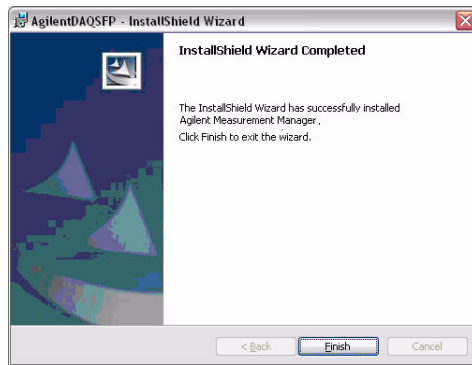 AgilentDAQSFP - InstallShield Wizard
InstallShield Wizard Completed
The InstallShield Wizard has successfully installed
Agilent Measurement Manager.
Click Finish to exit the wizard.
< Back Finish Cancel